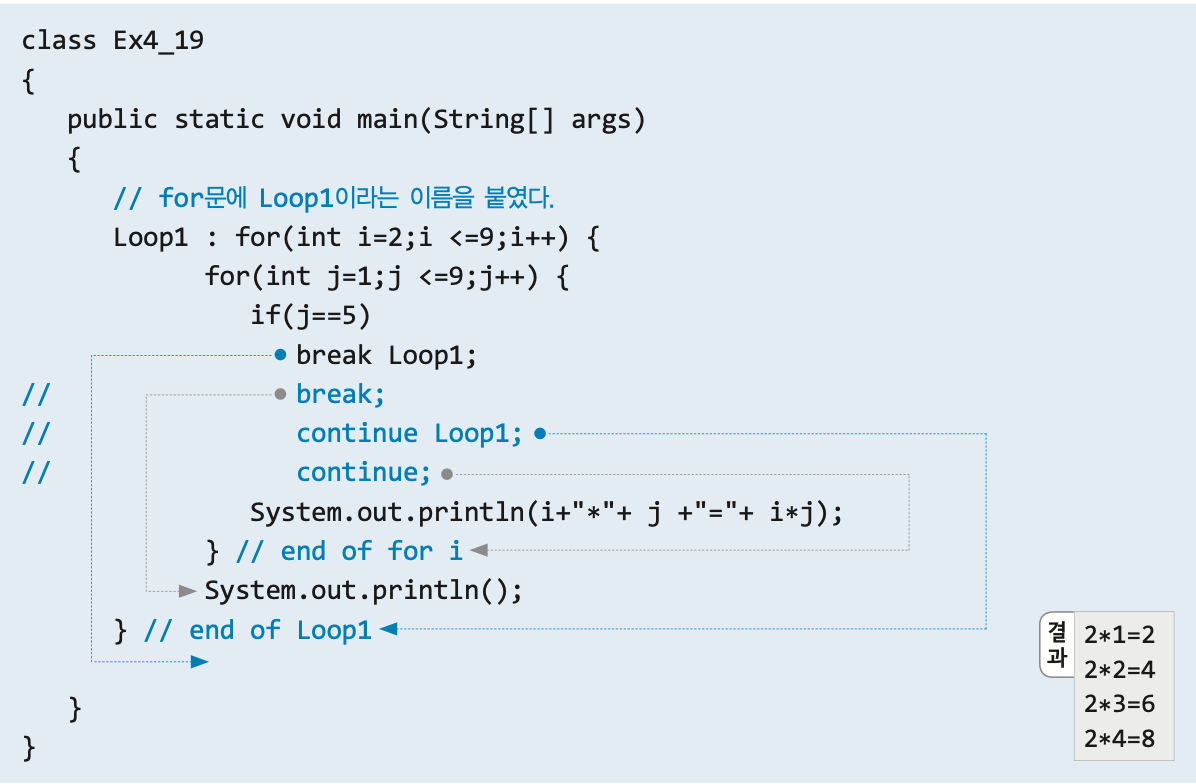 class Ex4_19
{
public static void main(String[] args)
{
// for문에 Loop1이라는 이름을 붙였다.
Loop1 : for(int i=2;i <=9;i++) {
for(int j=1;j <=9;j++) {
if(j==5)
break Loop1;
// break;
// continue Loop1;
// continue;
System.out.println(i+"*"+ j +"="+ i*j);
} // end of for i
System.out.println();
} // end of Loop1
}
}
결과
2*1=2
2*2=4
2*3=6
2*4=8